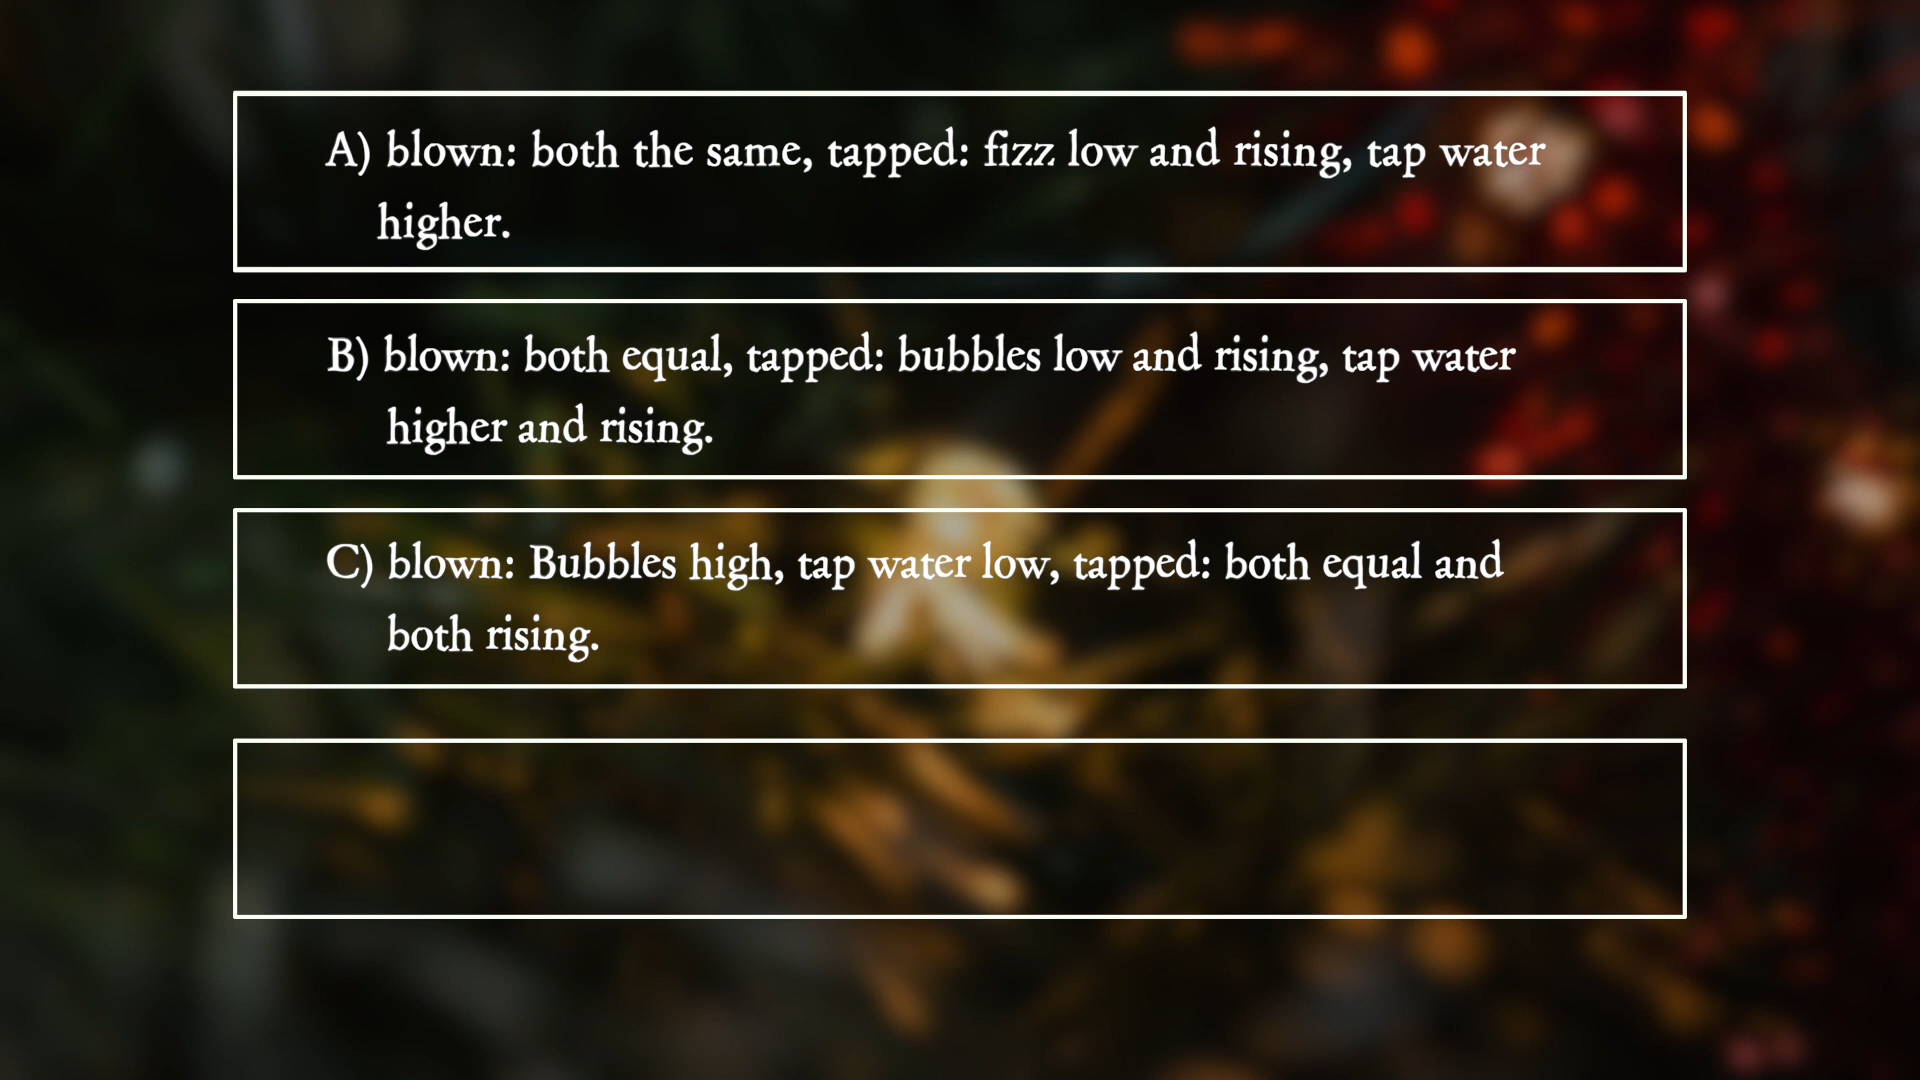 A) blown: both the same, tapped: fizz low and rising, tap water
higher.
B) blown: both equal, tapped: bubbles low and rising, tap water
higher and rising.
C) blown: Bubbles high, tap water low, tapped: both equal and
both rising.